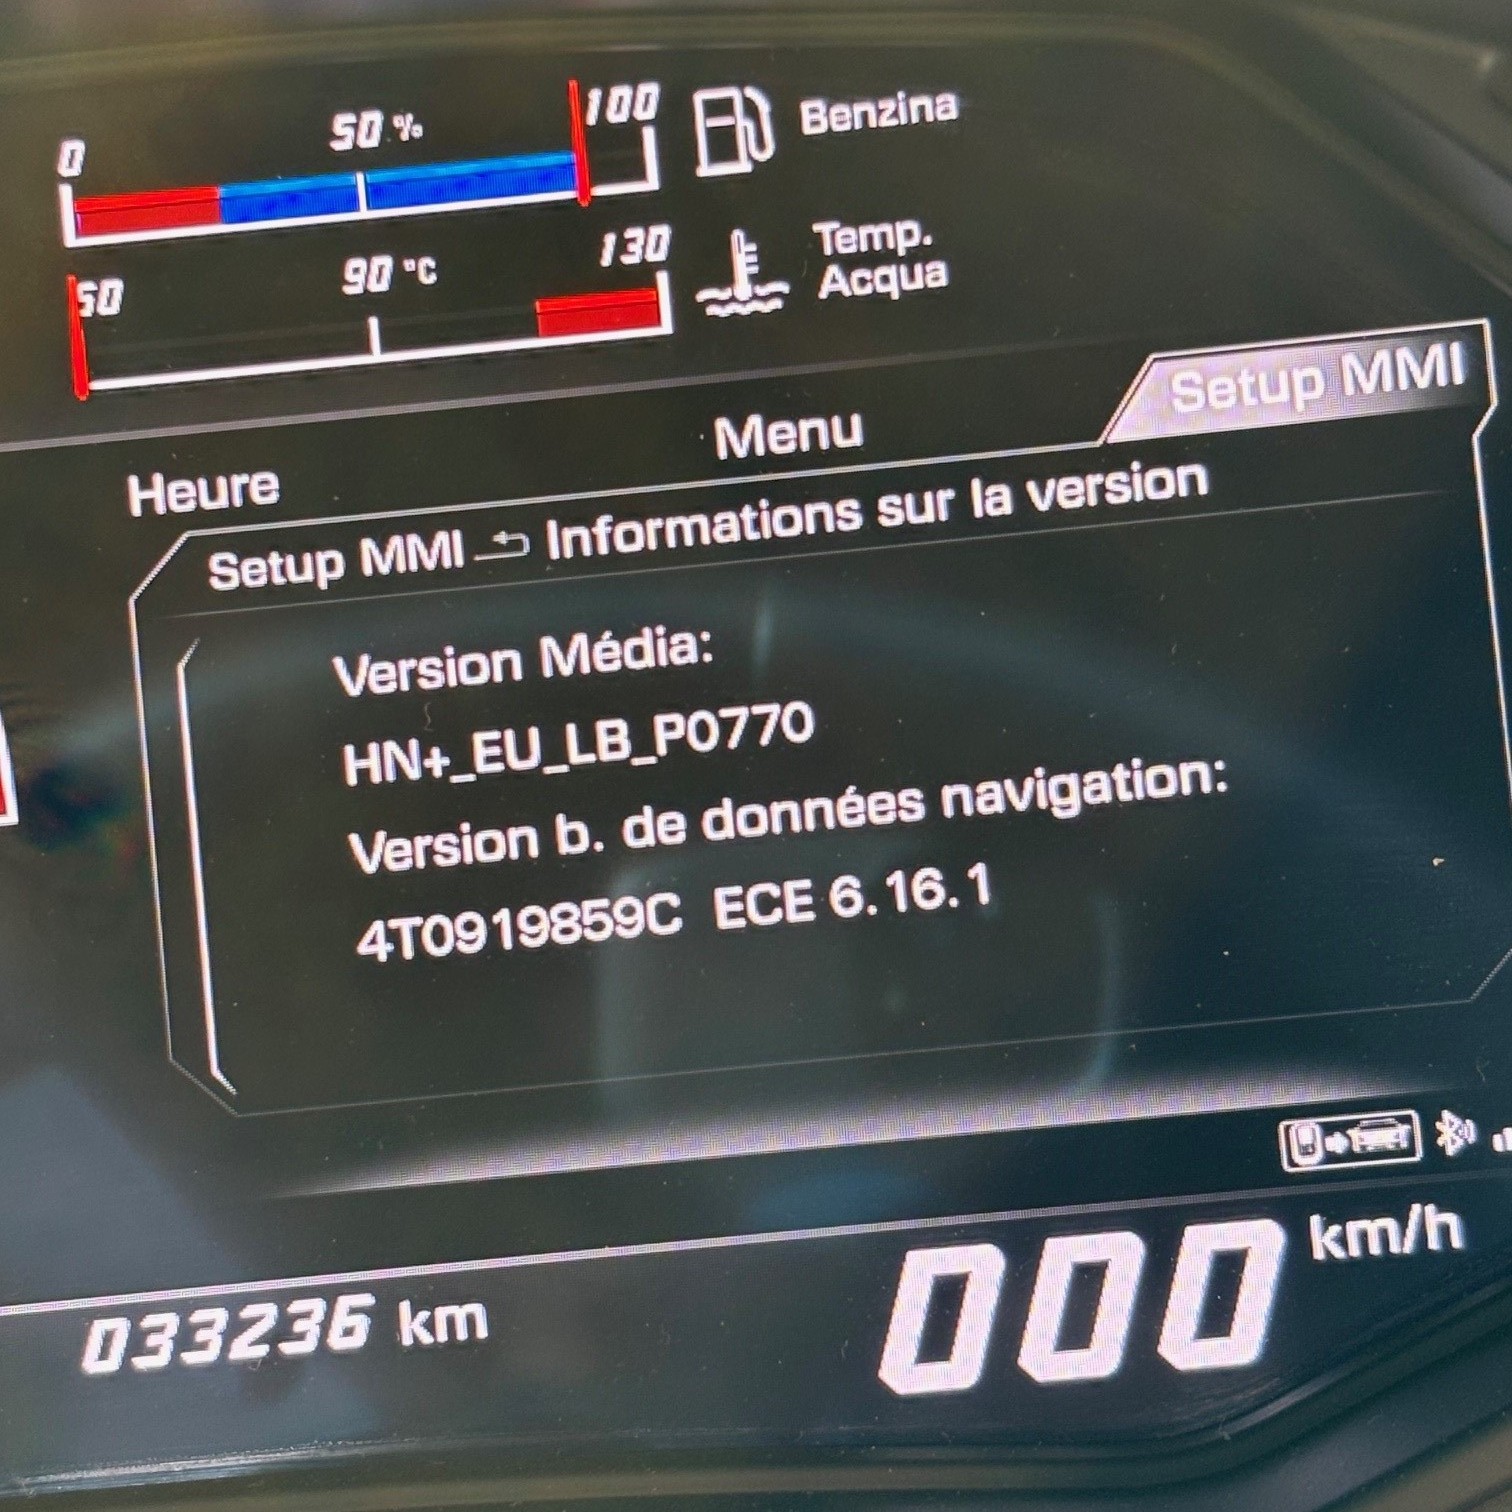 0 50 % 100 Benzina
50 90 °C 130 Temp. Acqua
Heure Menu Setup MMI
Setup MMI Informations sur la version
Version Média:
HN+_EU_LB_P0770
Version b. de données navigation:
4T0919859C ECE 6.16.1
033236 km 000 km/h